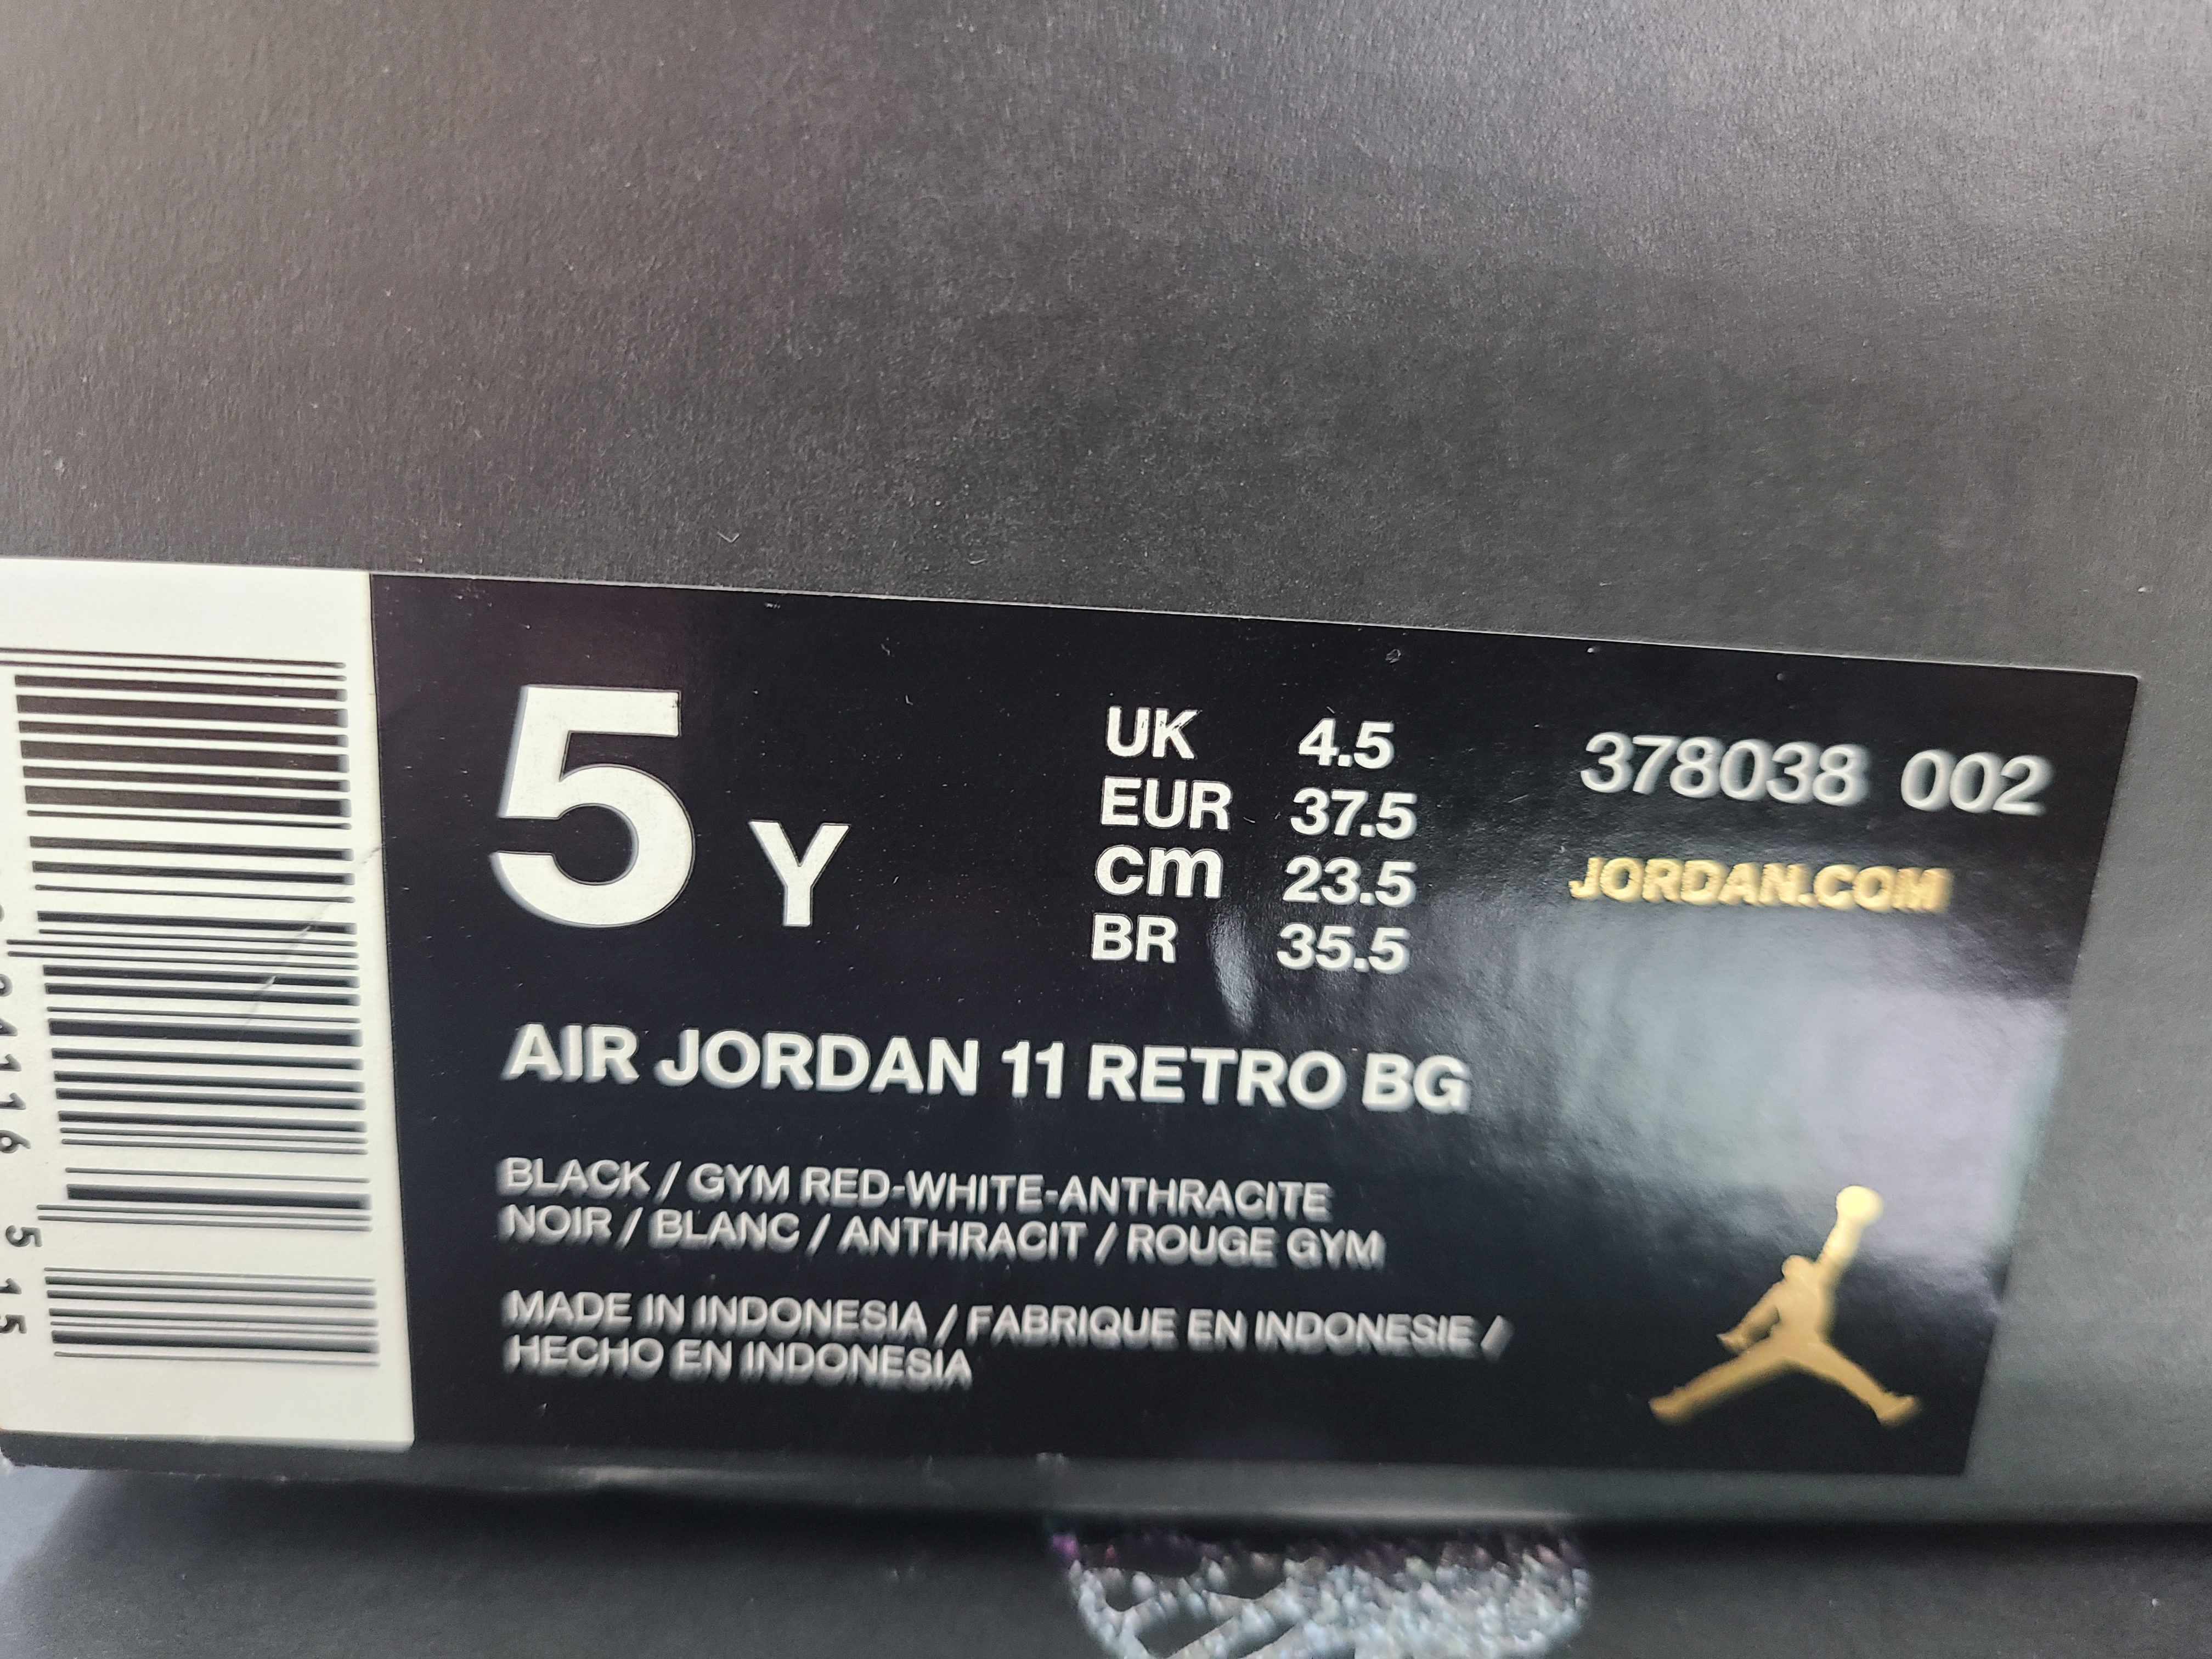 5 Y
UK 4.5
EUR 37.5
cm 23.5
BR 35.5
378038 002
JORDAN.COM
AIR JORDAN 11 RETRO BG
BLACK / GYM RED-WHITE-ANTHRACITE
NOIR / BLANC / ANTHRACIT / ROUGE GYM
MADE IN INDONESIA / FABRIQUE EN INDONESIE /
HECHO EN INDONESIA
5 15